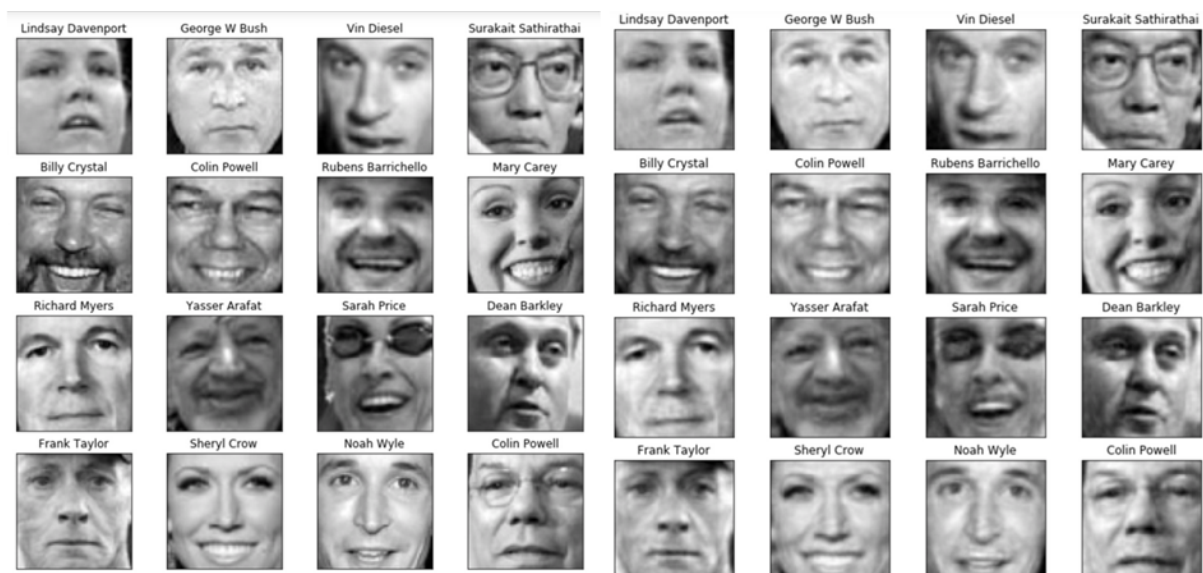 Lindsay Davenport George W Bush Vin Diesel Surakait Sathirathai
Billy Crystal Colin Powell Rubens Barrichello Mary Carey
Richard Myers Yasser Arafat Sarah Price Dean Barkley
Frank Taylor Sheryl Crow Noah Wyle Colin Powell
Lindsay Davenport George W Bush Vin Diesel Surakait Sathirathai
Billy Crystal Colin Powell Rubens Barrichello Mary Carey
Richard Myers Yasser Arafat Sarah Price Dean Barkley
Frank Taylor Sheryl Crow Noah Wyle Colin Powell